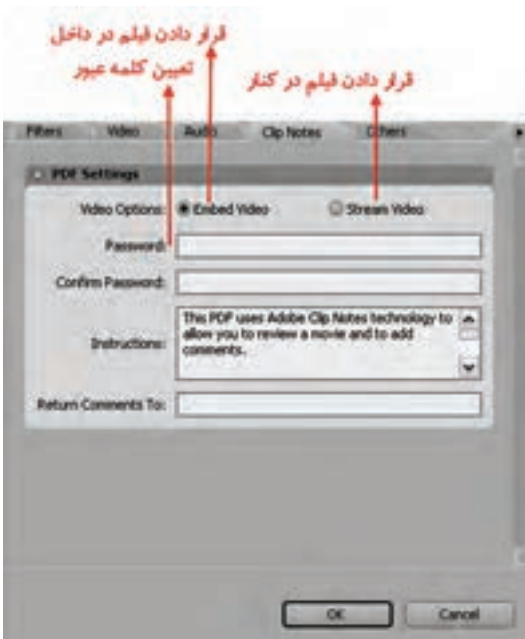 قرار دادن فیلم در داخل
تعیین کلمه عبور
قرار دادن فیلم در کنار
Filters Video Audio Clip Notes Others
PDF Settings
Video Options: Embed Video Stream Video
Password:
Confirm Password:
Instructions: This PDF uses Adobe Clip Notes technology to
allow you to review a movie and to add
comments.
Return Comments To:
OK Cancel